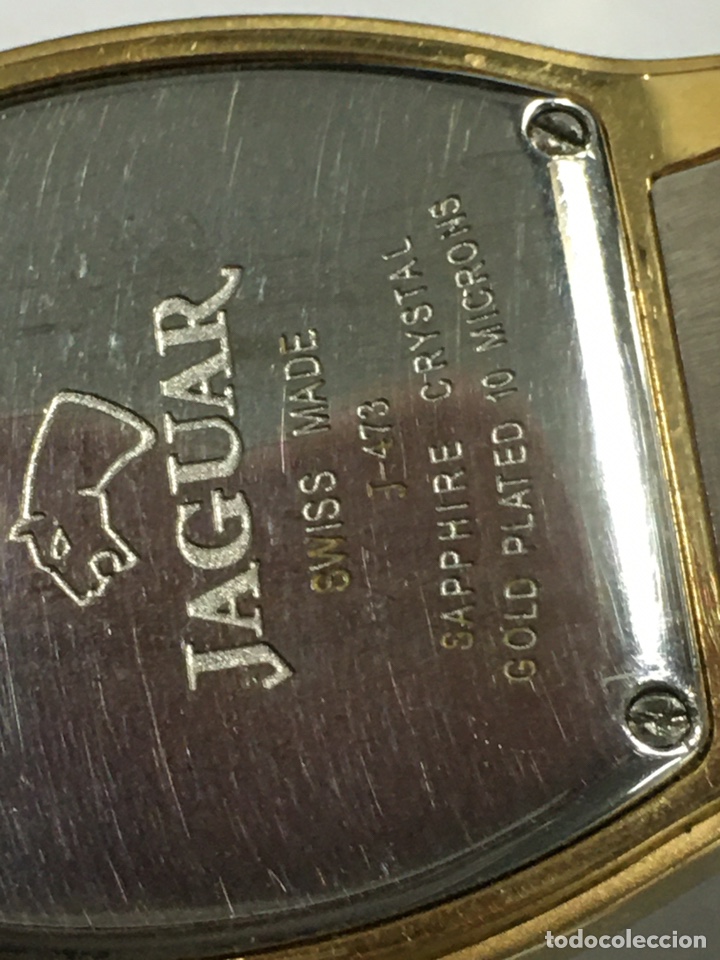 JAGUAR
SWISS MADE
J-473
SAPPHIRE CRYSTAL
GOLD PLATED 10 MICRONS
todocoleccion